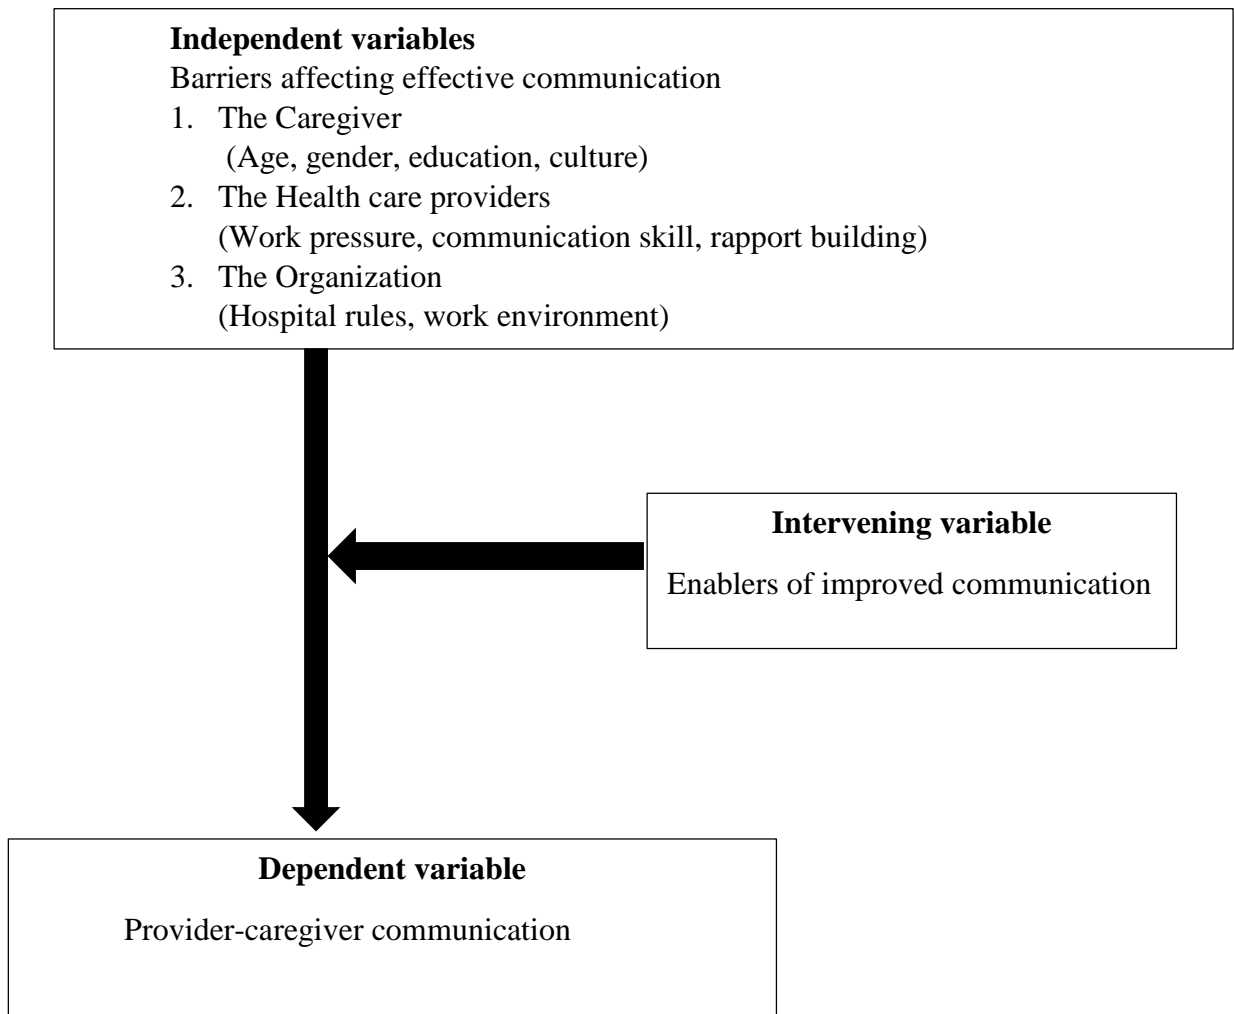 Independent variables
Barriers affecting effective communication
1. The Caregiver
(Age, gender, education, culture)
2. The Health care providers
(Work pressure, communication skill, rapport building)
3. The Organization
(Hospital rules, work environment)
Intervening variable
Enablers of improved communication
Dependent variable
Provider-caregiver communication